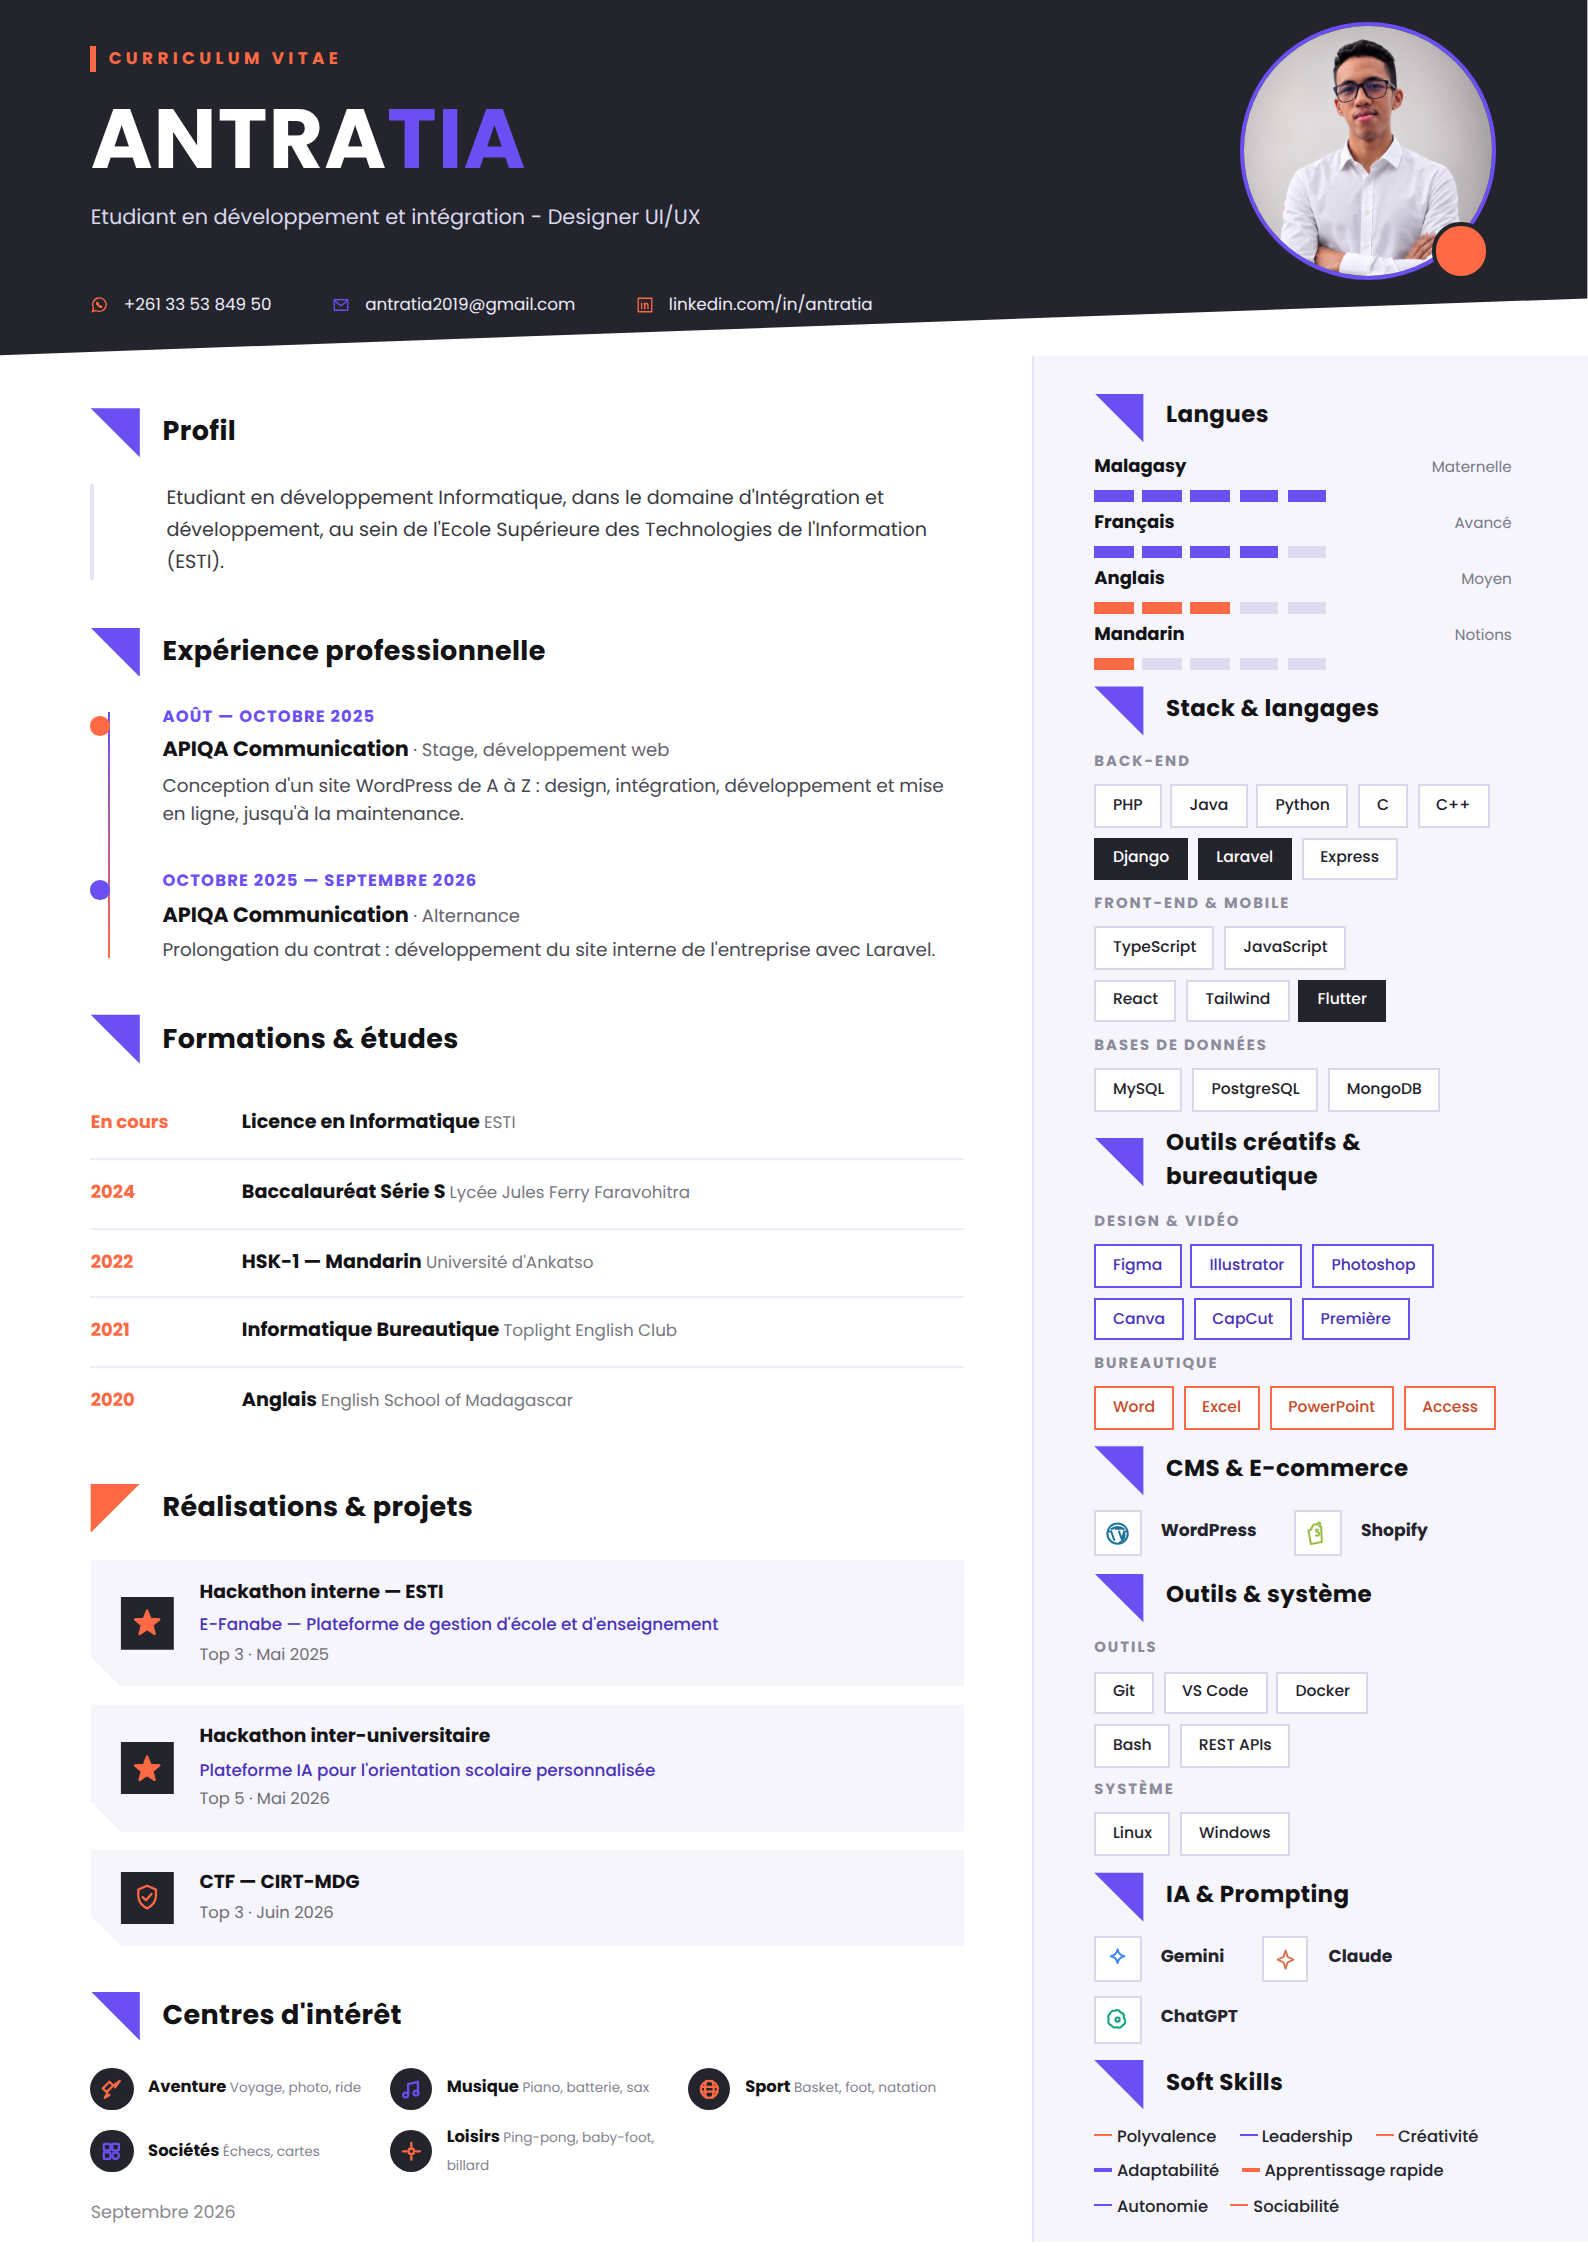 CURRICULUM VITAE
ANTRATIA
Etudiant en développement et intégration - Designer UI/UX
+261 33 53 849 50
antratia2019@gmail.com
linkedin.com/in/antratia
Profil
Etudiant en développement Informatique, dans le domaine d'Intégration et
développement, au sein de l'Ecole Supérieure des Technologies de l'Information
(ESTI).
Expérience professionnelle
AOÛT — OCTOBRE 2025
APIQA Communication · Stage, développement web
Conception d'un site WordPress de A à Z : design, intégration, développement et mise
en ligne, jusqu'à la maintenance.
OCTOBRE 2025 — SEPTEMBRE 2026
APIQA Communication · Alternance
Prolongation du contrat : développement du site interne de l'entreprise avec Laravel.
Formations & études
En cours Licence en Informatique ESTI
2024 Baccalauréat Série S Lycée Jules Ferry Faravohitra
2022 HSK-1 — Mandarin Université d'Ankatso
2021 Informatique Bureautique Toplight English Club
2020 Anglais English School of Madagascar
Réalisations & projets
Hackathon interne — ESTI
E-Fanabe — Plateforme de gestion d'école et d'enseignement
Top 3 · Mai 2025
Hackathon inter-universitaire
Plateforme IA pour l'orientation scolaire personnalisée
Top 5 · Mai 2026
CTF — CIRT-MDG
Top 3 · Juin 2026
Centres d'intérêt
Aventure Voyage, photo, ride
Musique Piano, batterie, sax
Sport Basket, foot, natation
Sociétés Échecs, cartes
Loisirs Ping-pong, baby-foot,
billard
Septembre 2026
Langues
Malagasy Maternelle
Français Avancé
Anglais Moyen
Mandarin Notions
Stack & langages
BACK-END
PHP Java Python C C++
Django Laravel Express
FRONT-END & MOBILE
TypeScript JavaScript
React Tailwind Flutter
BASES DE DONNÉES
MySQL PostgreSQL MongoDB
Outils créatifs &
bureautique
DESIGN & VIDÉO
Figma Illustrator Photoshop
Canva CapCut Première
BUREAUTIQUE
Word Excel PowerPoint Access
CMS & E-commerce
WordPress Shopify
Outils & système
OUTILS
Git VS Code Docker
Bash REST APIs
SYSTÈME
Linux Windows
IA & Prompting
Gemini Claude
ChatGPT
Soft Skills
Polyvalence Leadership Créativité
Adaptabilité Apprentissage rapide
Autonomie Sociabilité